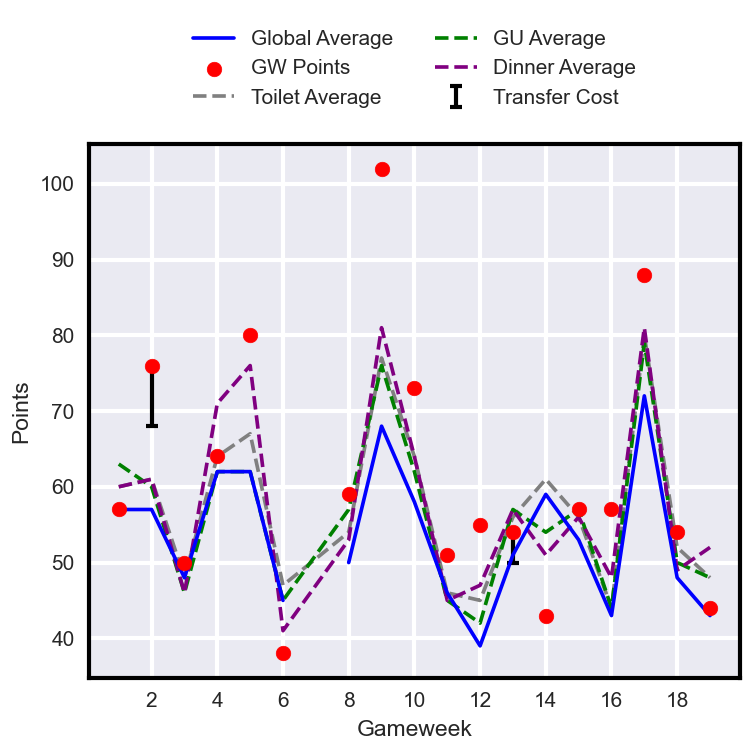 Global Average
GW Points
Toilet Average
GU Average
Dinner Average
Transfer Cost
100
90
80
70
60
50
40
Points
2 4 6 8 10 12 14 16 18
Gameweek